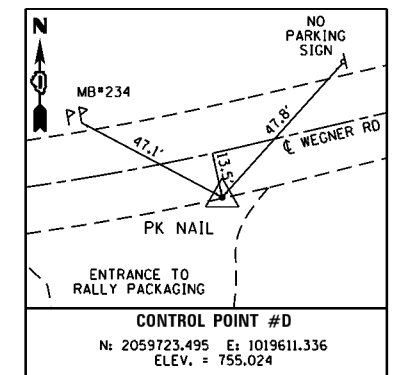 N
NO
PARKING
SIGN
MB#234
47.1'
47.8'
13.5'
℄ WEGNER RD
PK NAIL
ENTRANCE TO
RALLY PACKAGING
CONTROL POINT #D
N: 2059723.495 E: 1019611.336
ELEV. = 755.024